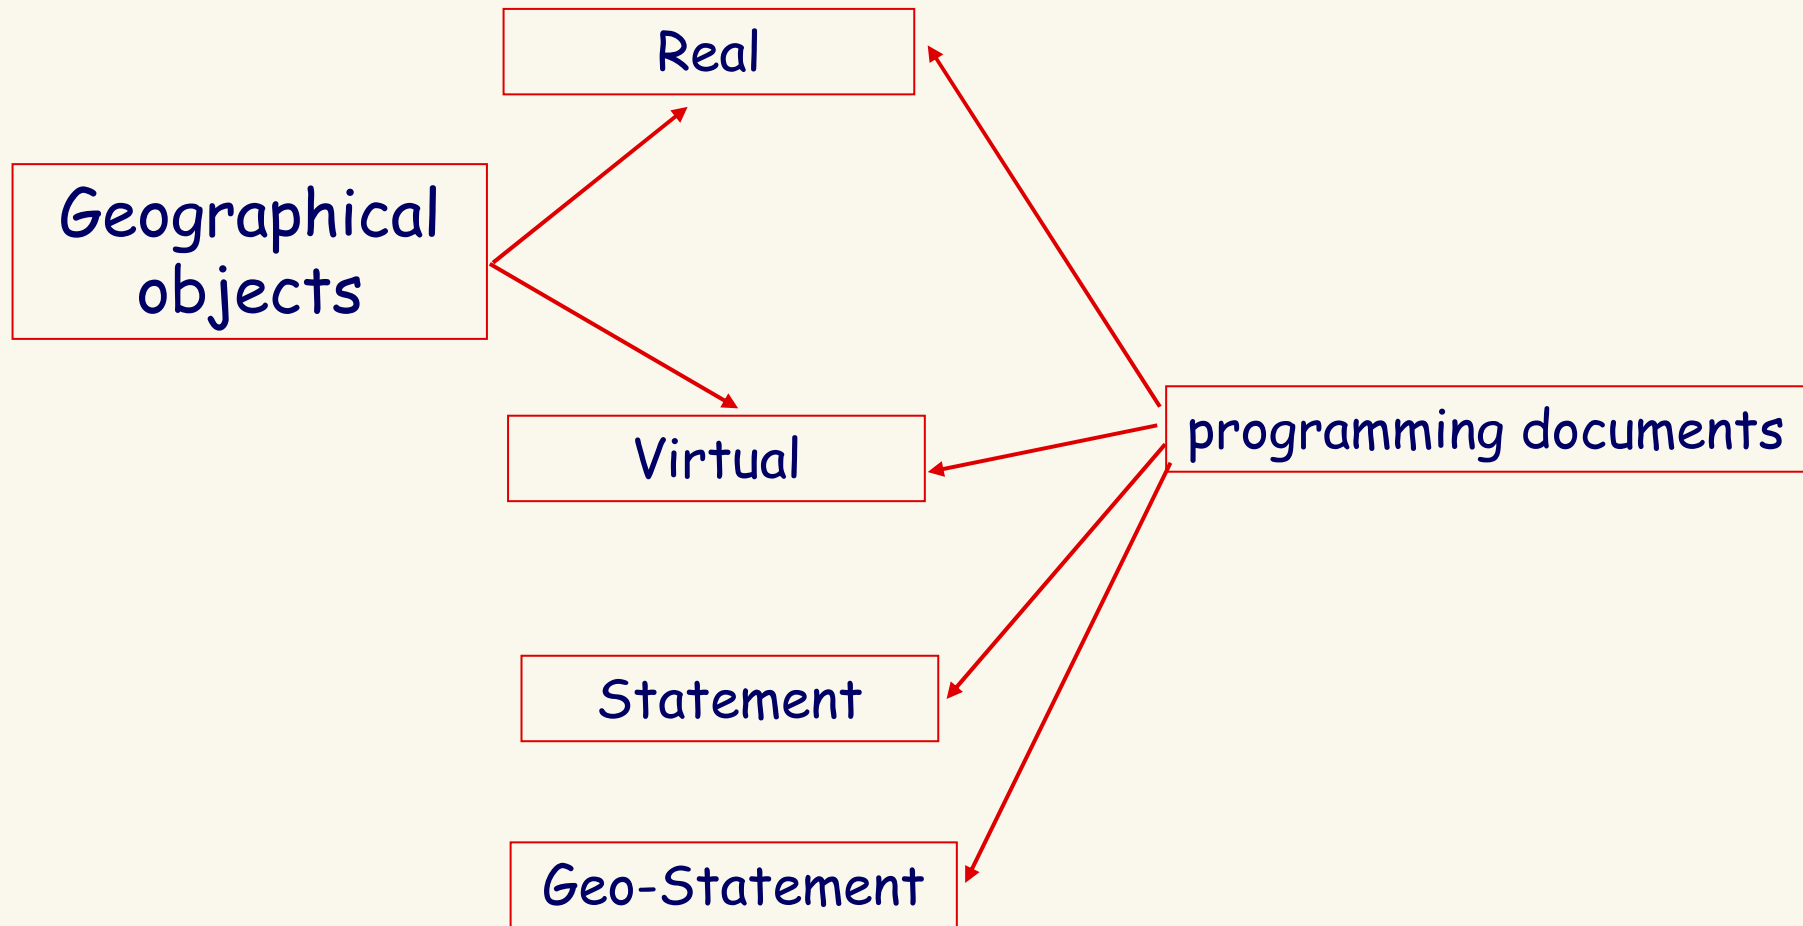 Real
Geographical
objects
programming documents
Virtual
Statement
Geo-Statement